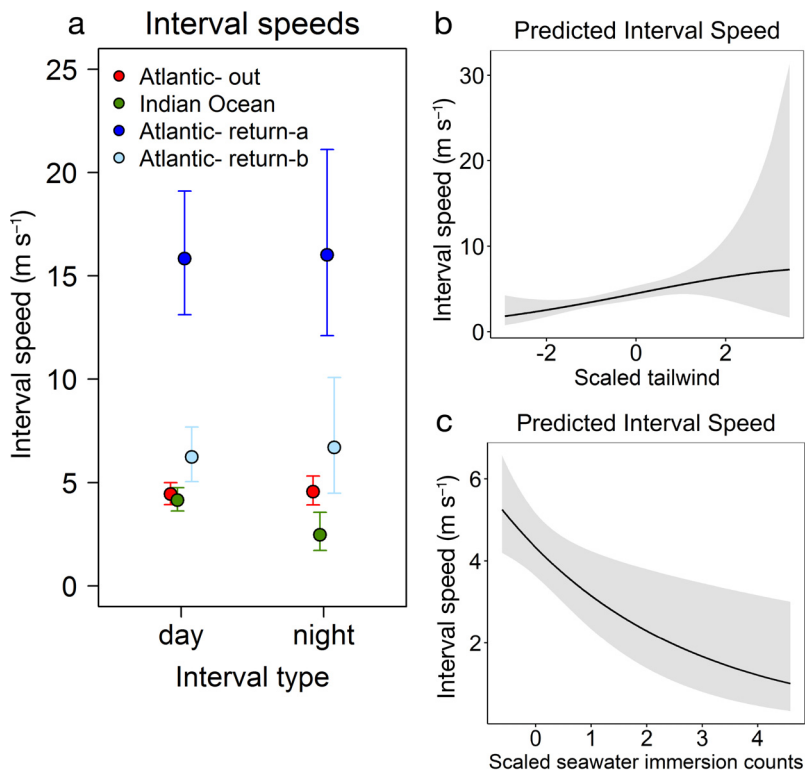 a
Interval speeds
Interval speed (m s⁻¹)
25
20
15
10
5
0
Atlantic- out
Indian Ocean
Atlantic- return-a
Atlantic- return-b
day night
Interval type
b
Predicted Interval Speed
Interval speed (m s⁻¹)
30
20
10
0
-2 0 2
Scaled tailwind
c
Predicted Interval Speed
Interval speed (m s⁻¹)
6
4
2
0 1 2 3 4
Scaled seawater immersion counts